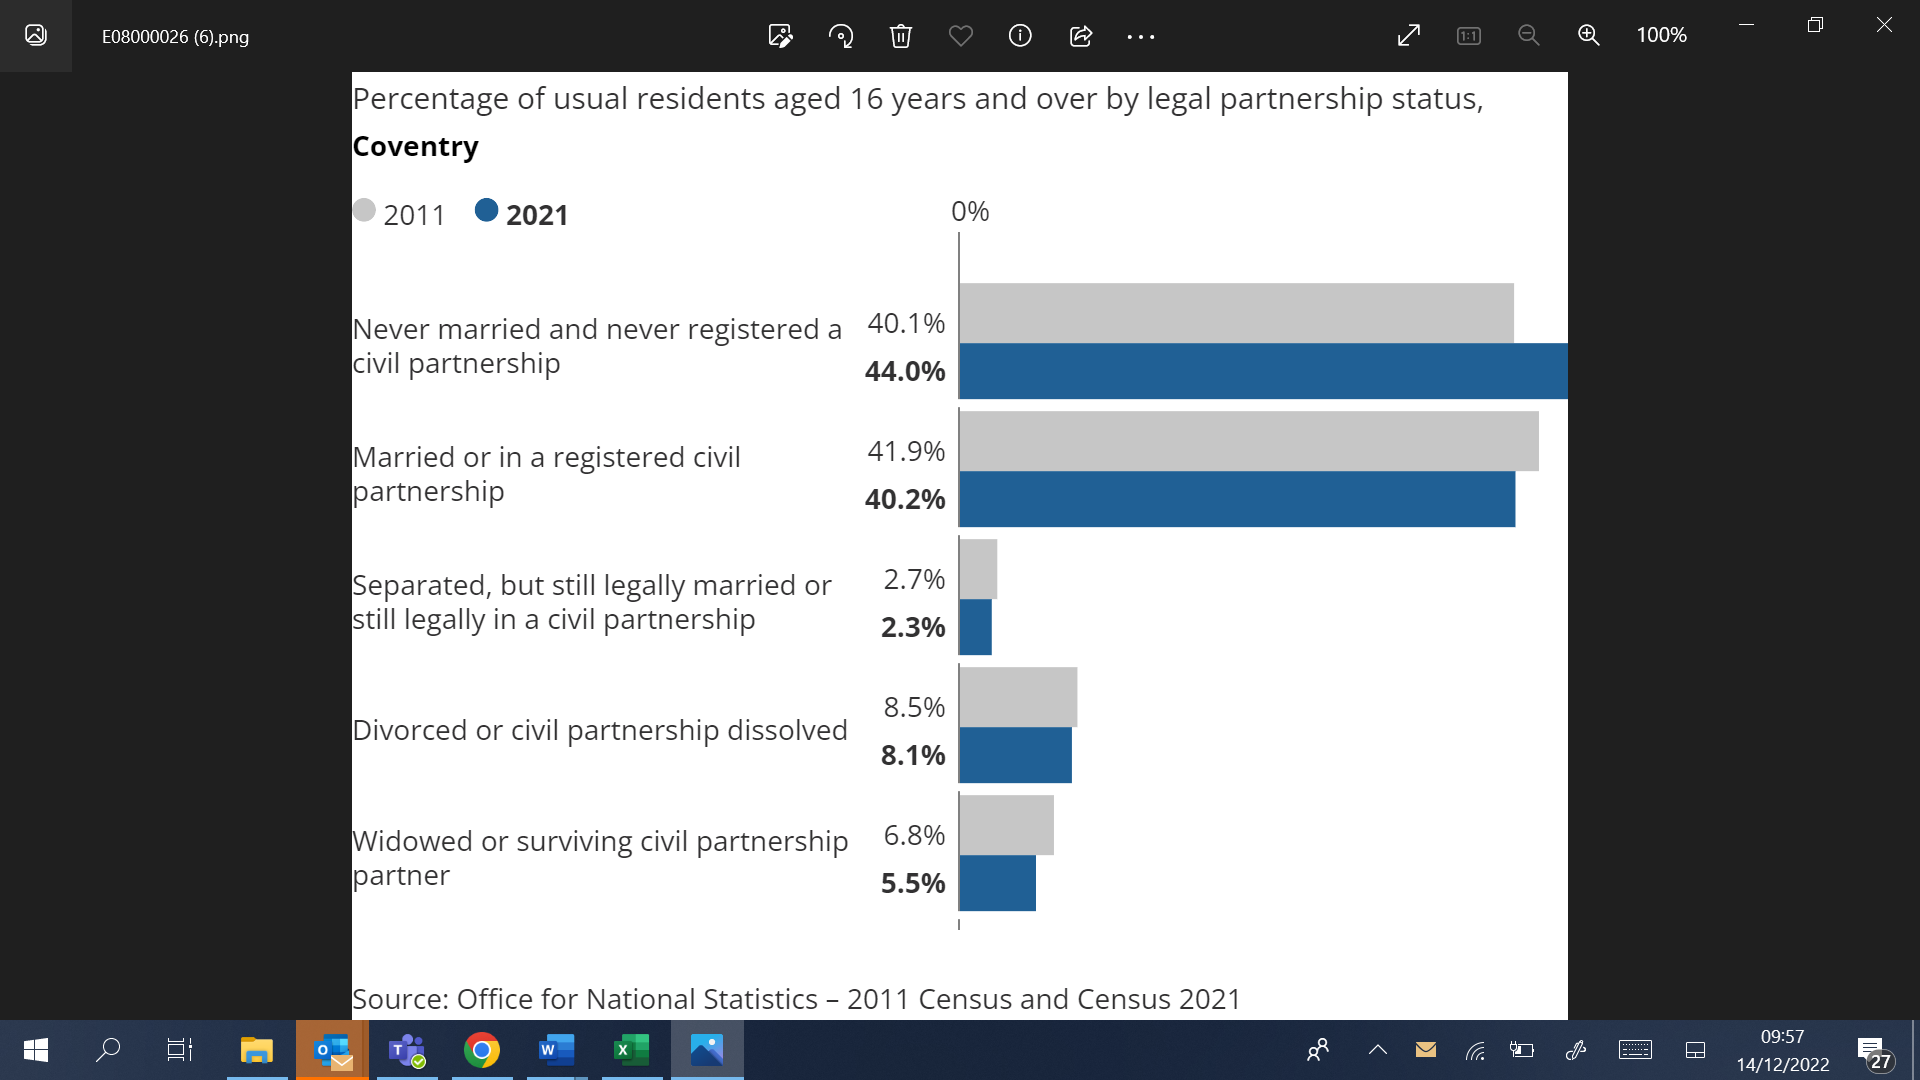 E08000026 (6).png
1:1
100%
Percentage of usual residents aged 16 years and over by legal partnership status,
Coventry
2011 2021
0%
Never married and never registered a
civil partnership
40.1%
44.0%
Married or in a registered civil
partnership
41.9%
40.2%
Separated, but still legally married or
still legally in a civil partnership
2.7%
2.3%
Divorced or civil partnership dissolved
8.5%
8.1%
Widowed or surviving civil partnership
partner
6.8%
5.5%
Source: Office for National Statistics – 2011 Census and Census 2021
O
T
W
X
09:57
14/12/2022
27